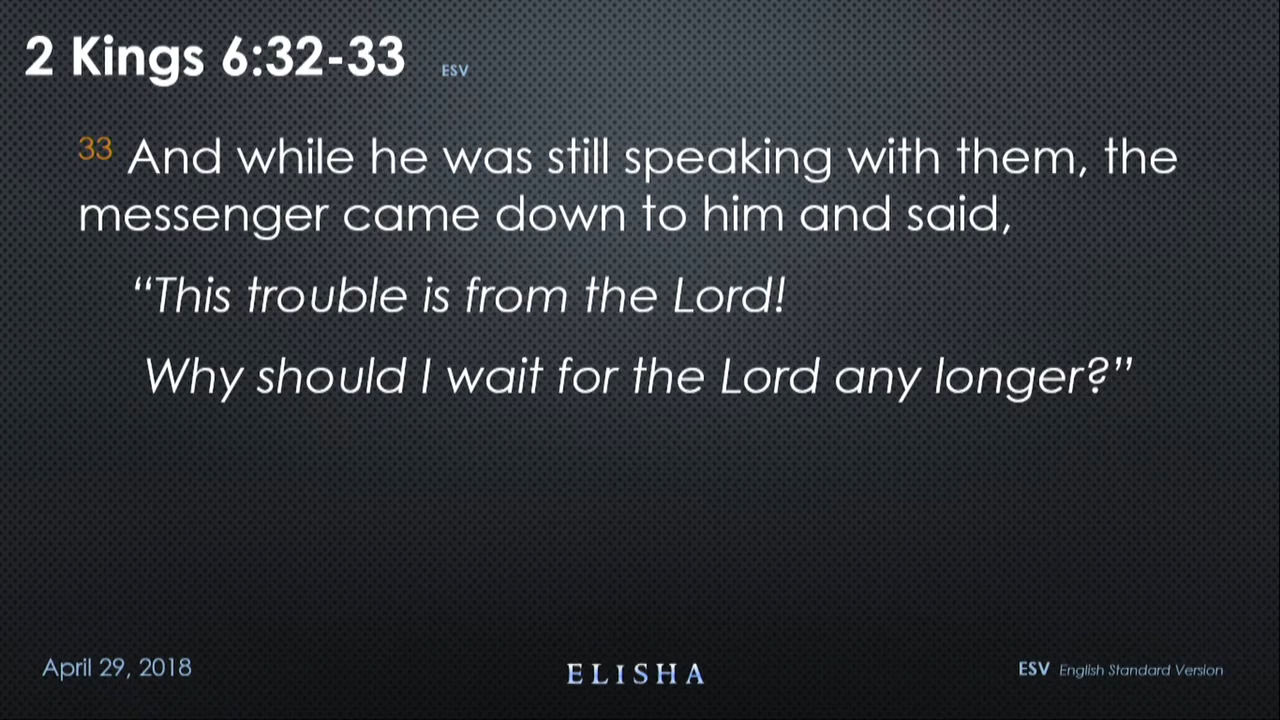 2 Kings 6:32-33 ESV
33 And while he was still speaking with them, the
messenger came down to him and said,
“This trouble is from the Lord!
Why should I wait for the Lord any longer?”
April 29, 2018
ELISHA
ESV English Standard Version